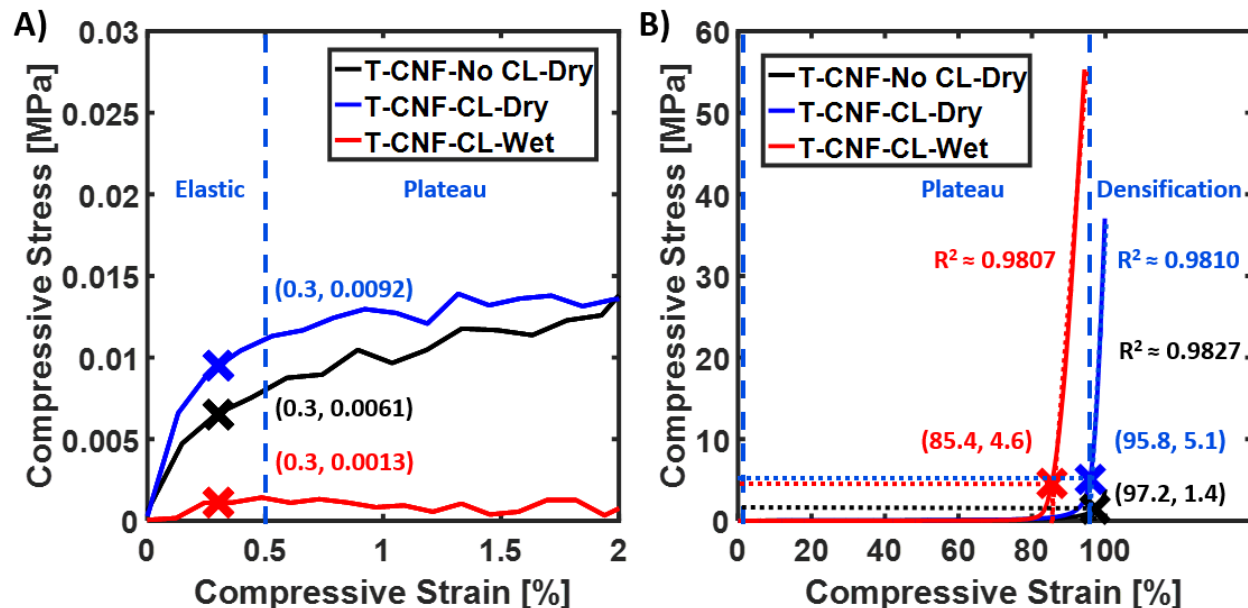 A)
0.03
0.025
0.02
0.015
0.01
0.005
0
Compressive Stress [MPa]
T-CNF-No CL-Dry
T-CNF-CL-Dry
T-CNF-CL-Wet
Elastic
Plateau
(0.3, 0.0092)
(0.3, 0.0061)
(0.3, 0.0013)
0 0.5 1 1.5 2
Compressive Strain [%]
B)
60
50
40
30
20
10
0
Compressive Stress [MPa]
T-CNF-No CL-Dry
T-CNF-CL-Dry
T-CNF-CL-Wet
Plateau
Densification
R² ≈ 0.9807
R² ≈ 0.9810
R² ≈ 0.9827
(85.4, 4.6)
(95.8, 5.1)
(97.2, 1.4)
0 20 40 60 80 100
Compressive Strain [%]